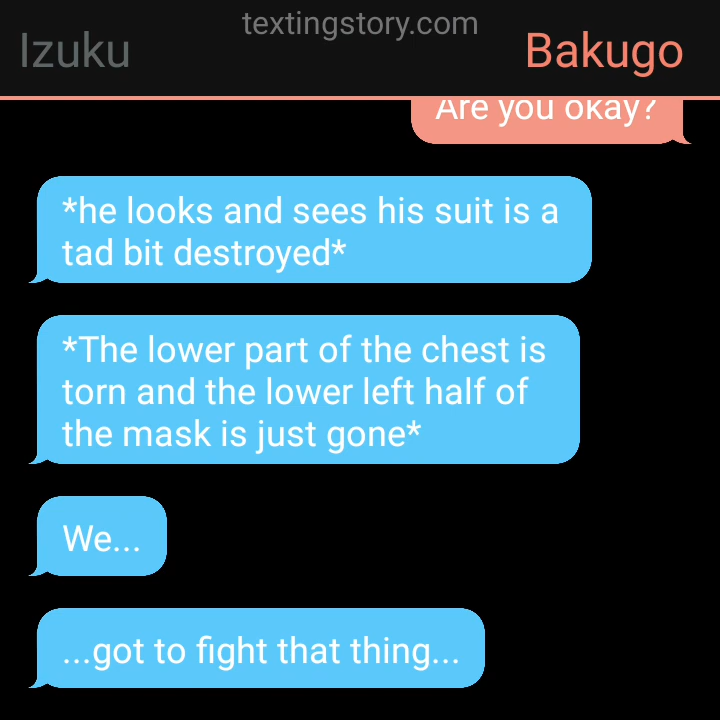 textingstory.com
Izuku
Bakugo
Are you okay?
*he looks and sees his suit is a
tad bit destroyed*
*The lower part of the chest is
torn and the lower left half of
the mask is just gone*
We...
...got to fight that thing...